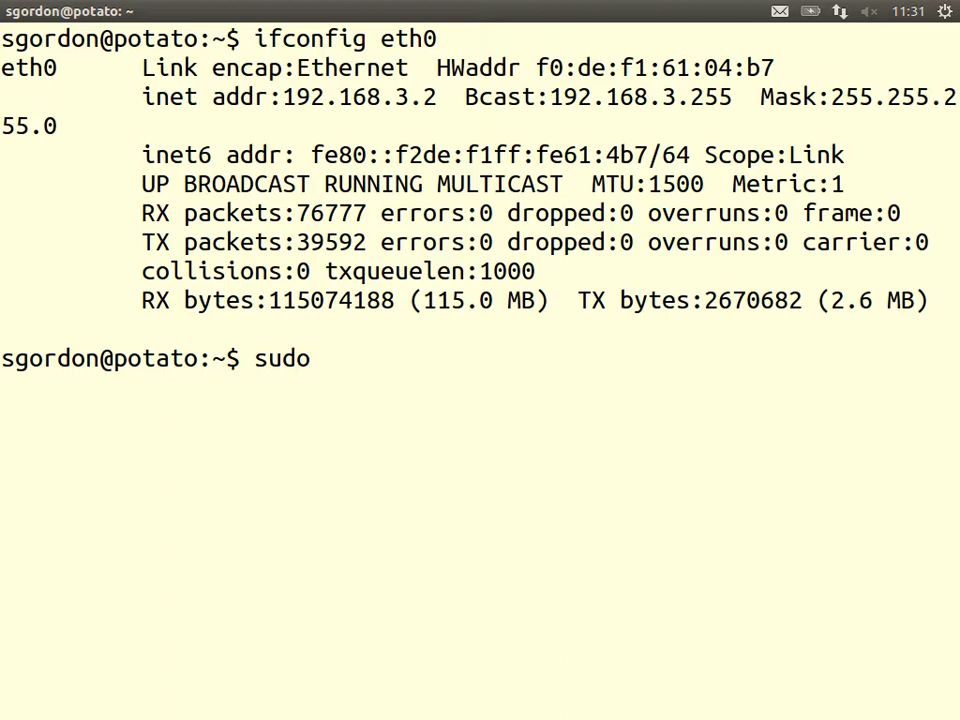 sgordon@potato: ~
11:31
sgordon@potato:~$ ifconfig eth0
eth0      Link encap:Ethernet  HWaddr f0:de:f1:61:04:b7
          inet addr:192.168.3.2  Bcast:192.168.3.255  Mask:255.255.2
55.0
          inet6 addr: fe80::f2de:f1ff:fe61:4b7/64 Scope:Link
          UP BROADCAST RUNNING MULTICAST  MTU:1500  Metric:1
          RX packets:76777 errors:0 dropped:0 overruns:0 frame:0
          TX packets:39592 errors:0 dropped:0 overruns:0 carrier:0
          collisions:0 txqueuelen:1000
          RX bytes:115074188 (115.0 MB)  TX bytes:2670682 (2.6 MB)
sgordon@potato:~$ sudo